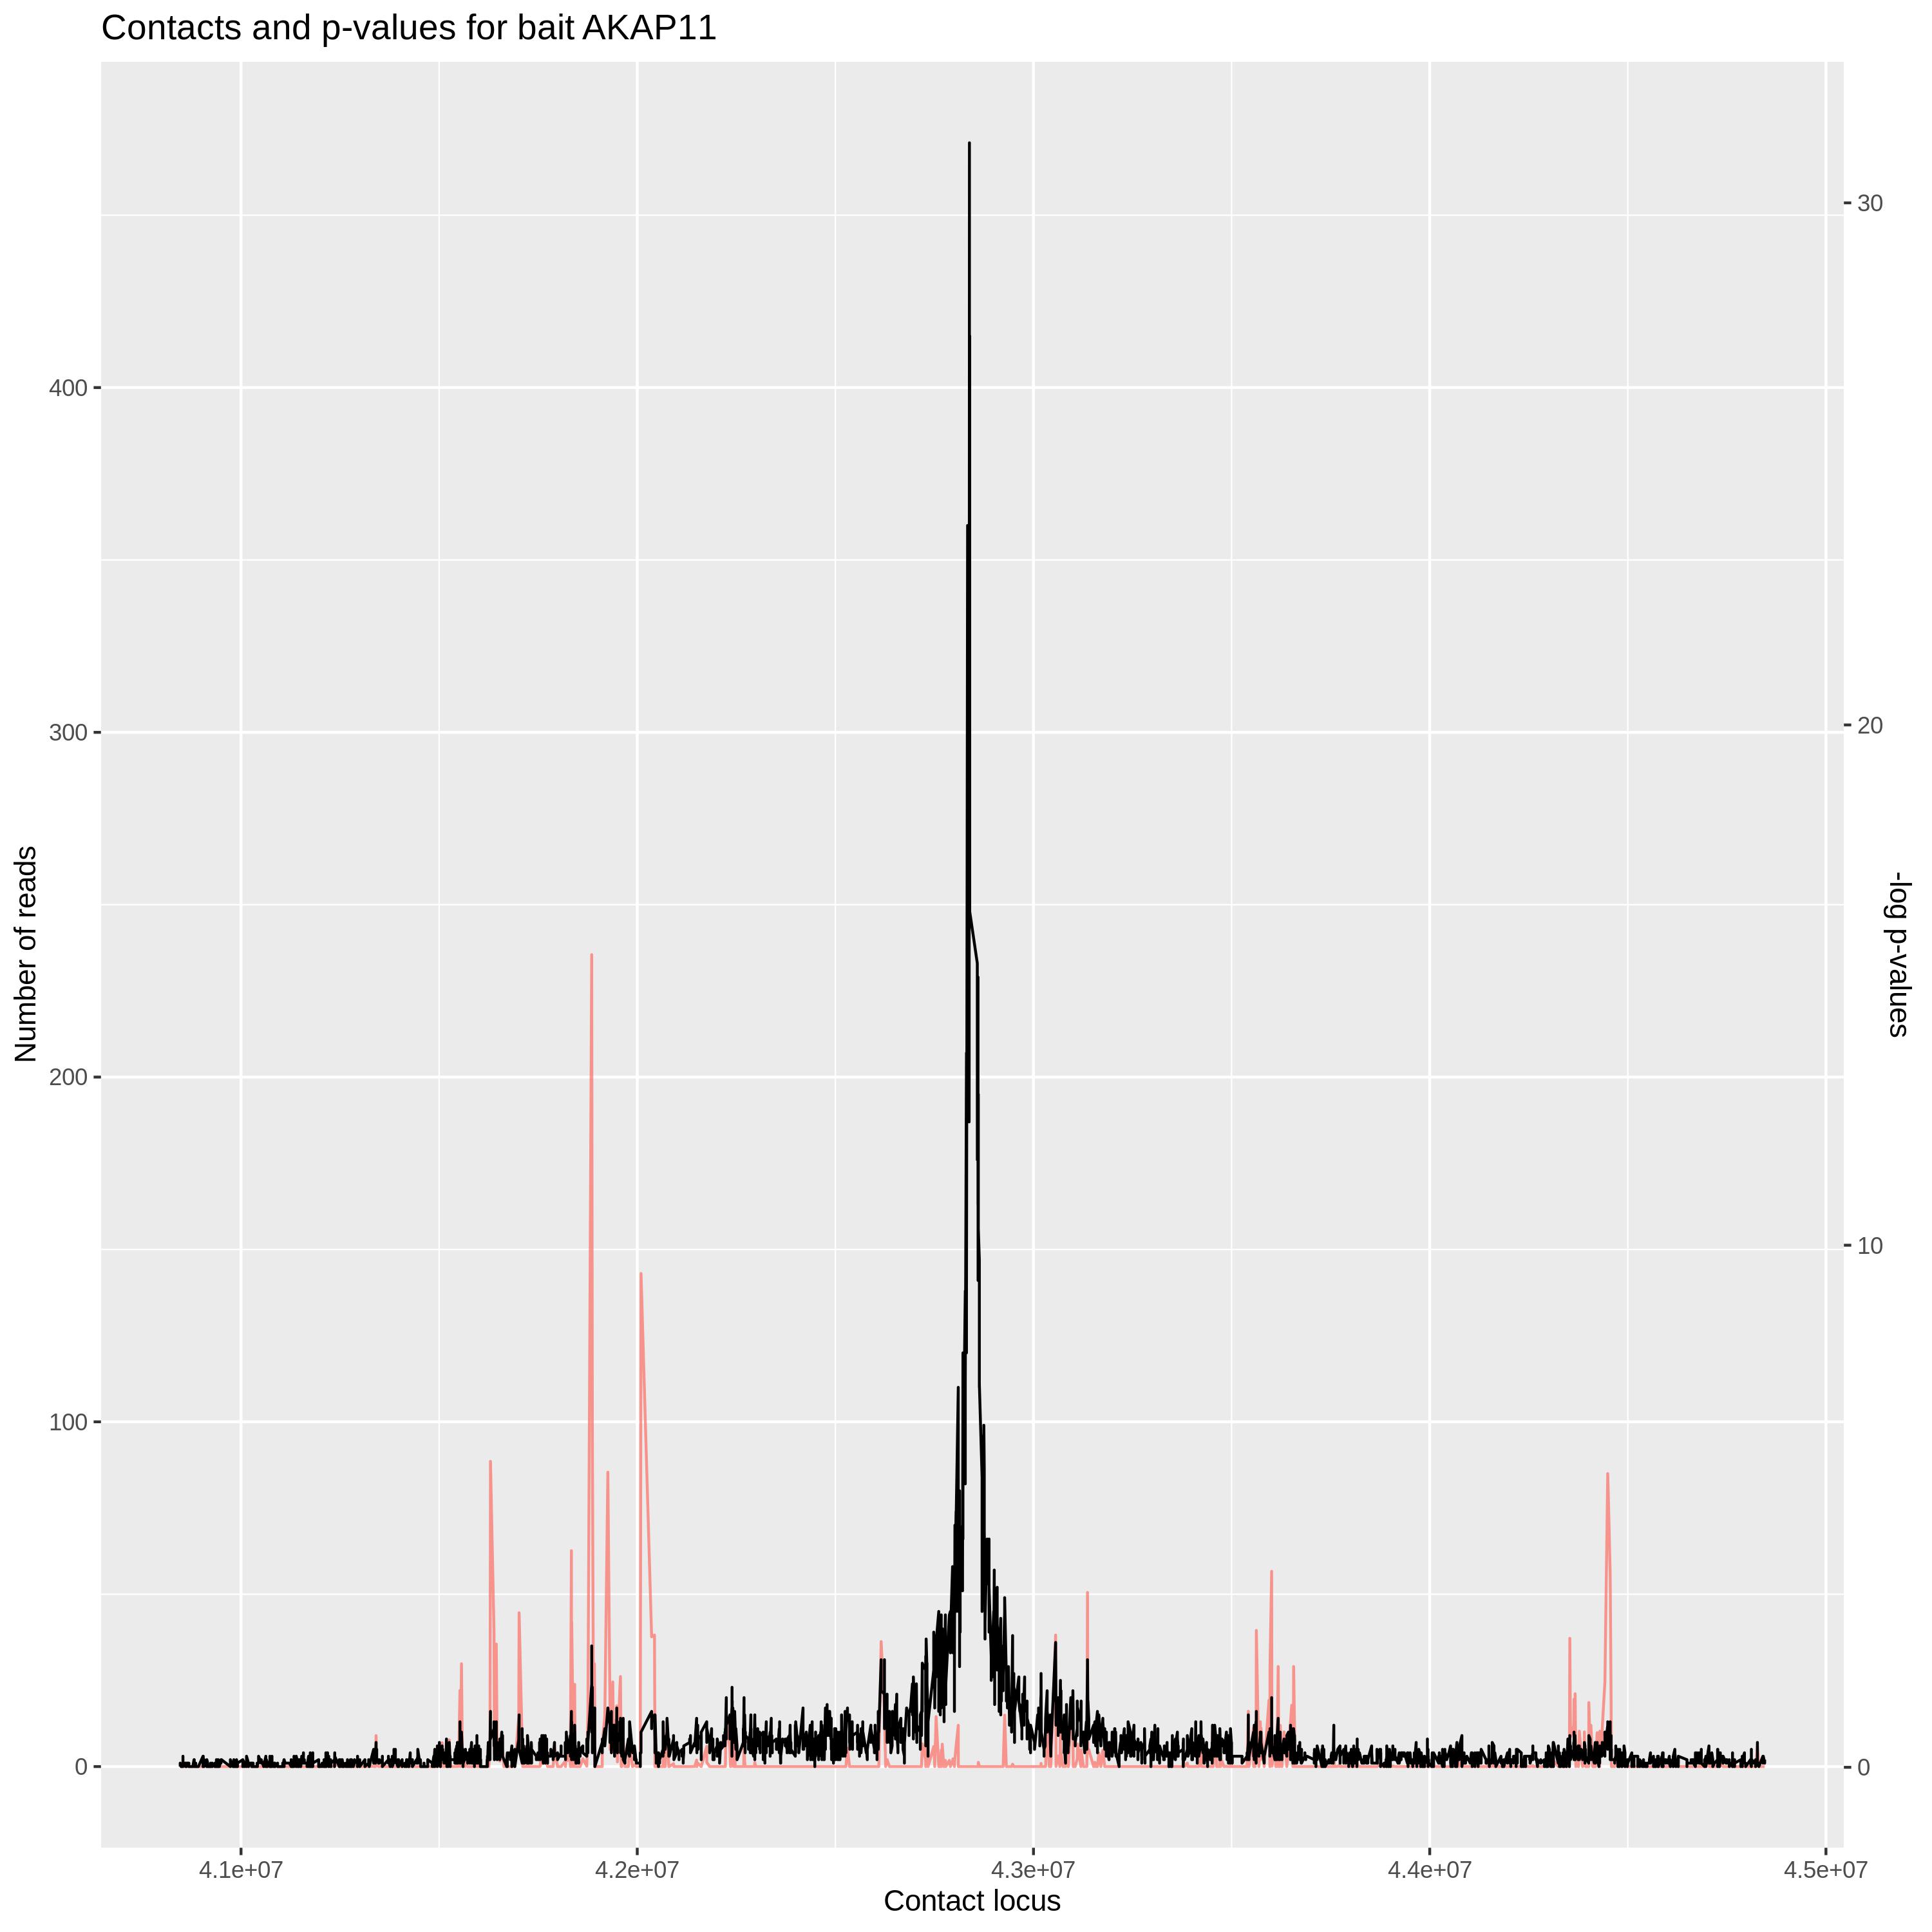 Contacts and p-values for bait AKAP11
Number of reads
400
300
200
100
0
30
20
10
0
-log p-values
4.1e+07
4.2e+07
4.3e+07
4.4e+07
4.5e+07
Contact locus